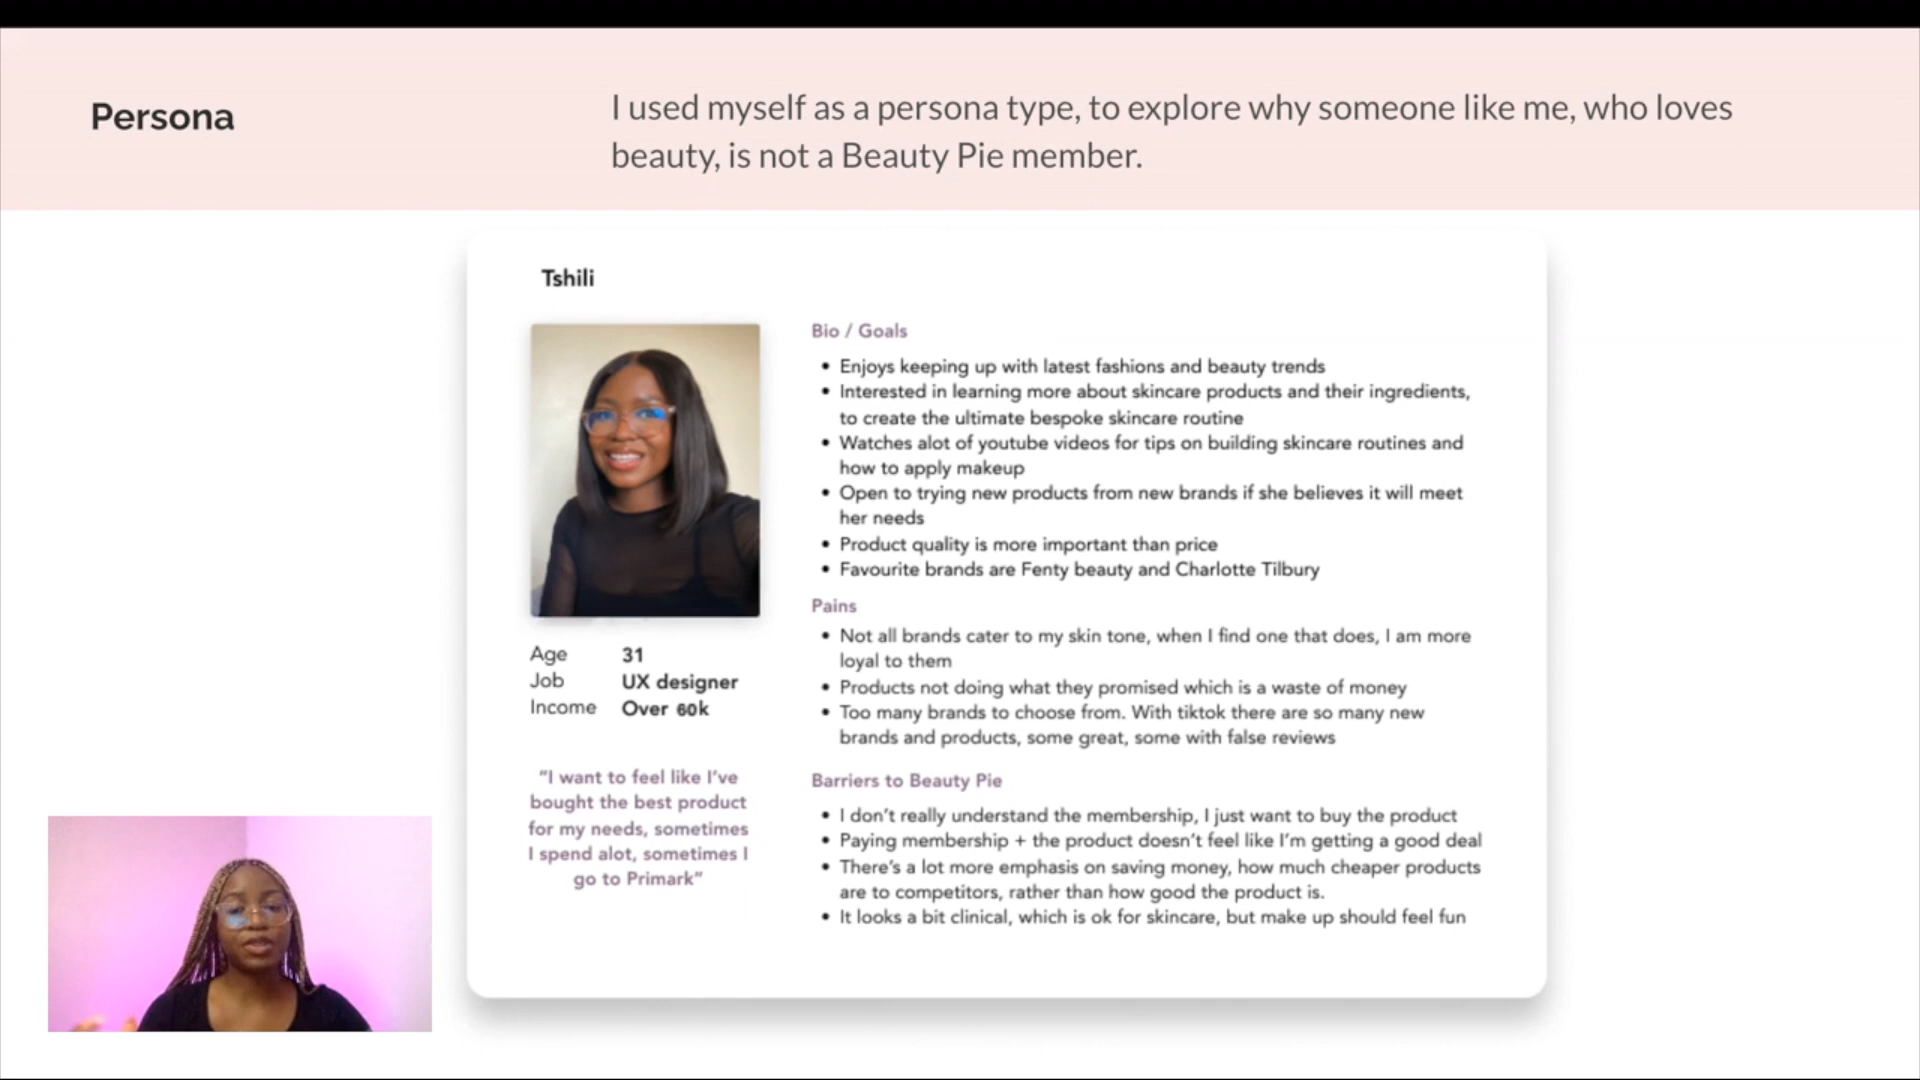 Persona
I used myself as a persona type, to explore why someone like me, who loves
beauty, is not a Beauty Pie member.
Tshili
Age 31
Job UX designer
Income Over 60k
“I want to feel like I’ve
bought the best product
for my needs, sometimes
I spend alot, sometimes I
go to Primark”
Bio / Goals
• Enjoys keeping up with latest fashions and beauty trends
• Interested in learning more about skincare products and their ingredients,
to create the ultimate bespoke skincare routine
• Watches alot of youtube videos for tips on building skincare routines and
how to apply makeup
• Open to trying new products from new brands if she believes it will meet
her needs
• Product quality is more important than price
• Favourite brands are Fenty beauty and Charlotte Tilbury
Pains
• Not all brands cater to my skin tone, when I find one that does, I am more
loyal to them
• Products not doing what they promised which is a waste of money
• Too many brands to choose from. With tiktok there are so many new
brands and products, some great, some with false reviews
Barriers to Beauty Pie
• I don’t really understand the membership, I just want to buy the product
• Paying membership + the product doesn’t feel like I’m getting a good deal
• There’s a lot more emphasis on saving money, how much cheaper products
are to competitors, rather than how good the product is.
• It looks a bit clinical, which is ok for skincare, but make up should feel fun